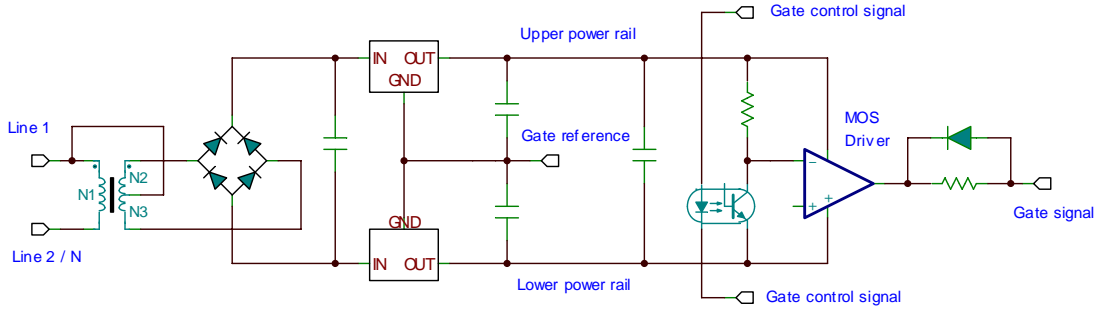 Gate control signal
Upper power rail
IN OUT
GND
MOS
Driver
Line 1
Gate reference
N2
N1
N3
Gate signal
GND
Line 2 / N
IN OUT
Lower power rail
Gate control signal